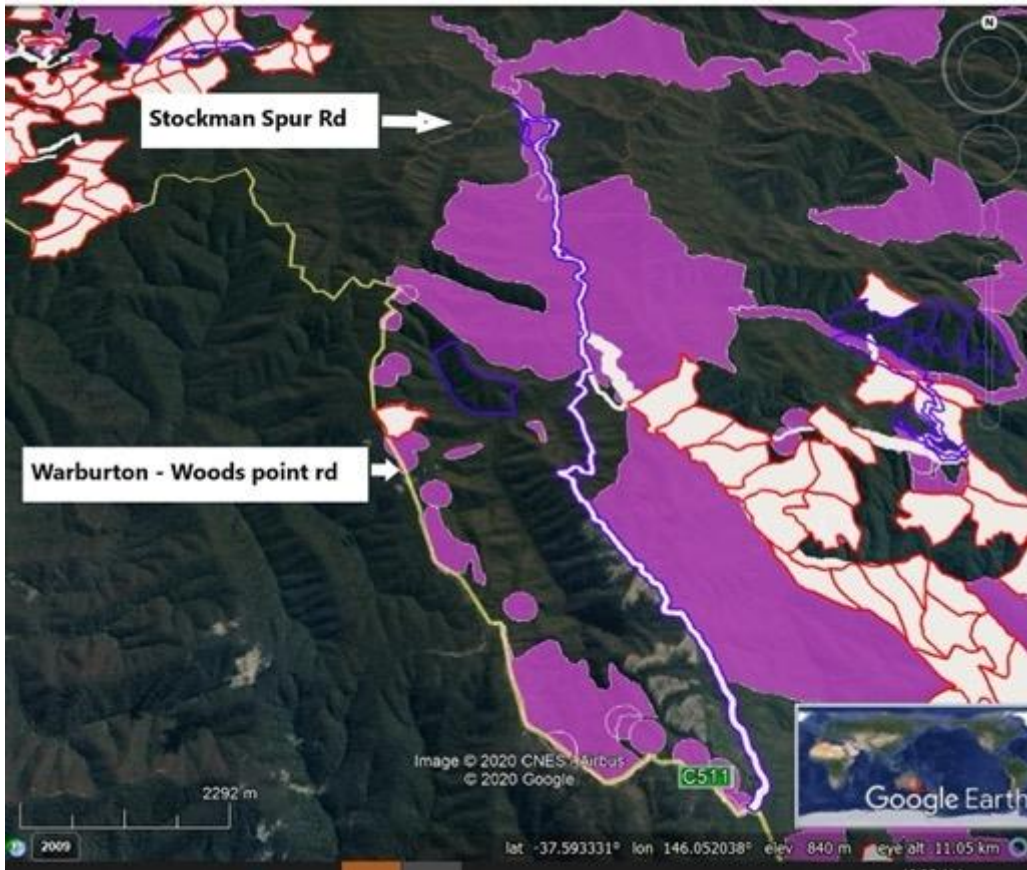 N
Stockman Spur Rd
Warburton - Woods point rd
Image © 2020 CNES / Airbus
© 2020 Google
C511
2292 m
Google Earth
2009
lat -37.593331° lon 146.052038° elev 840 m eye alt 11.05 km